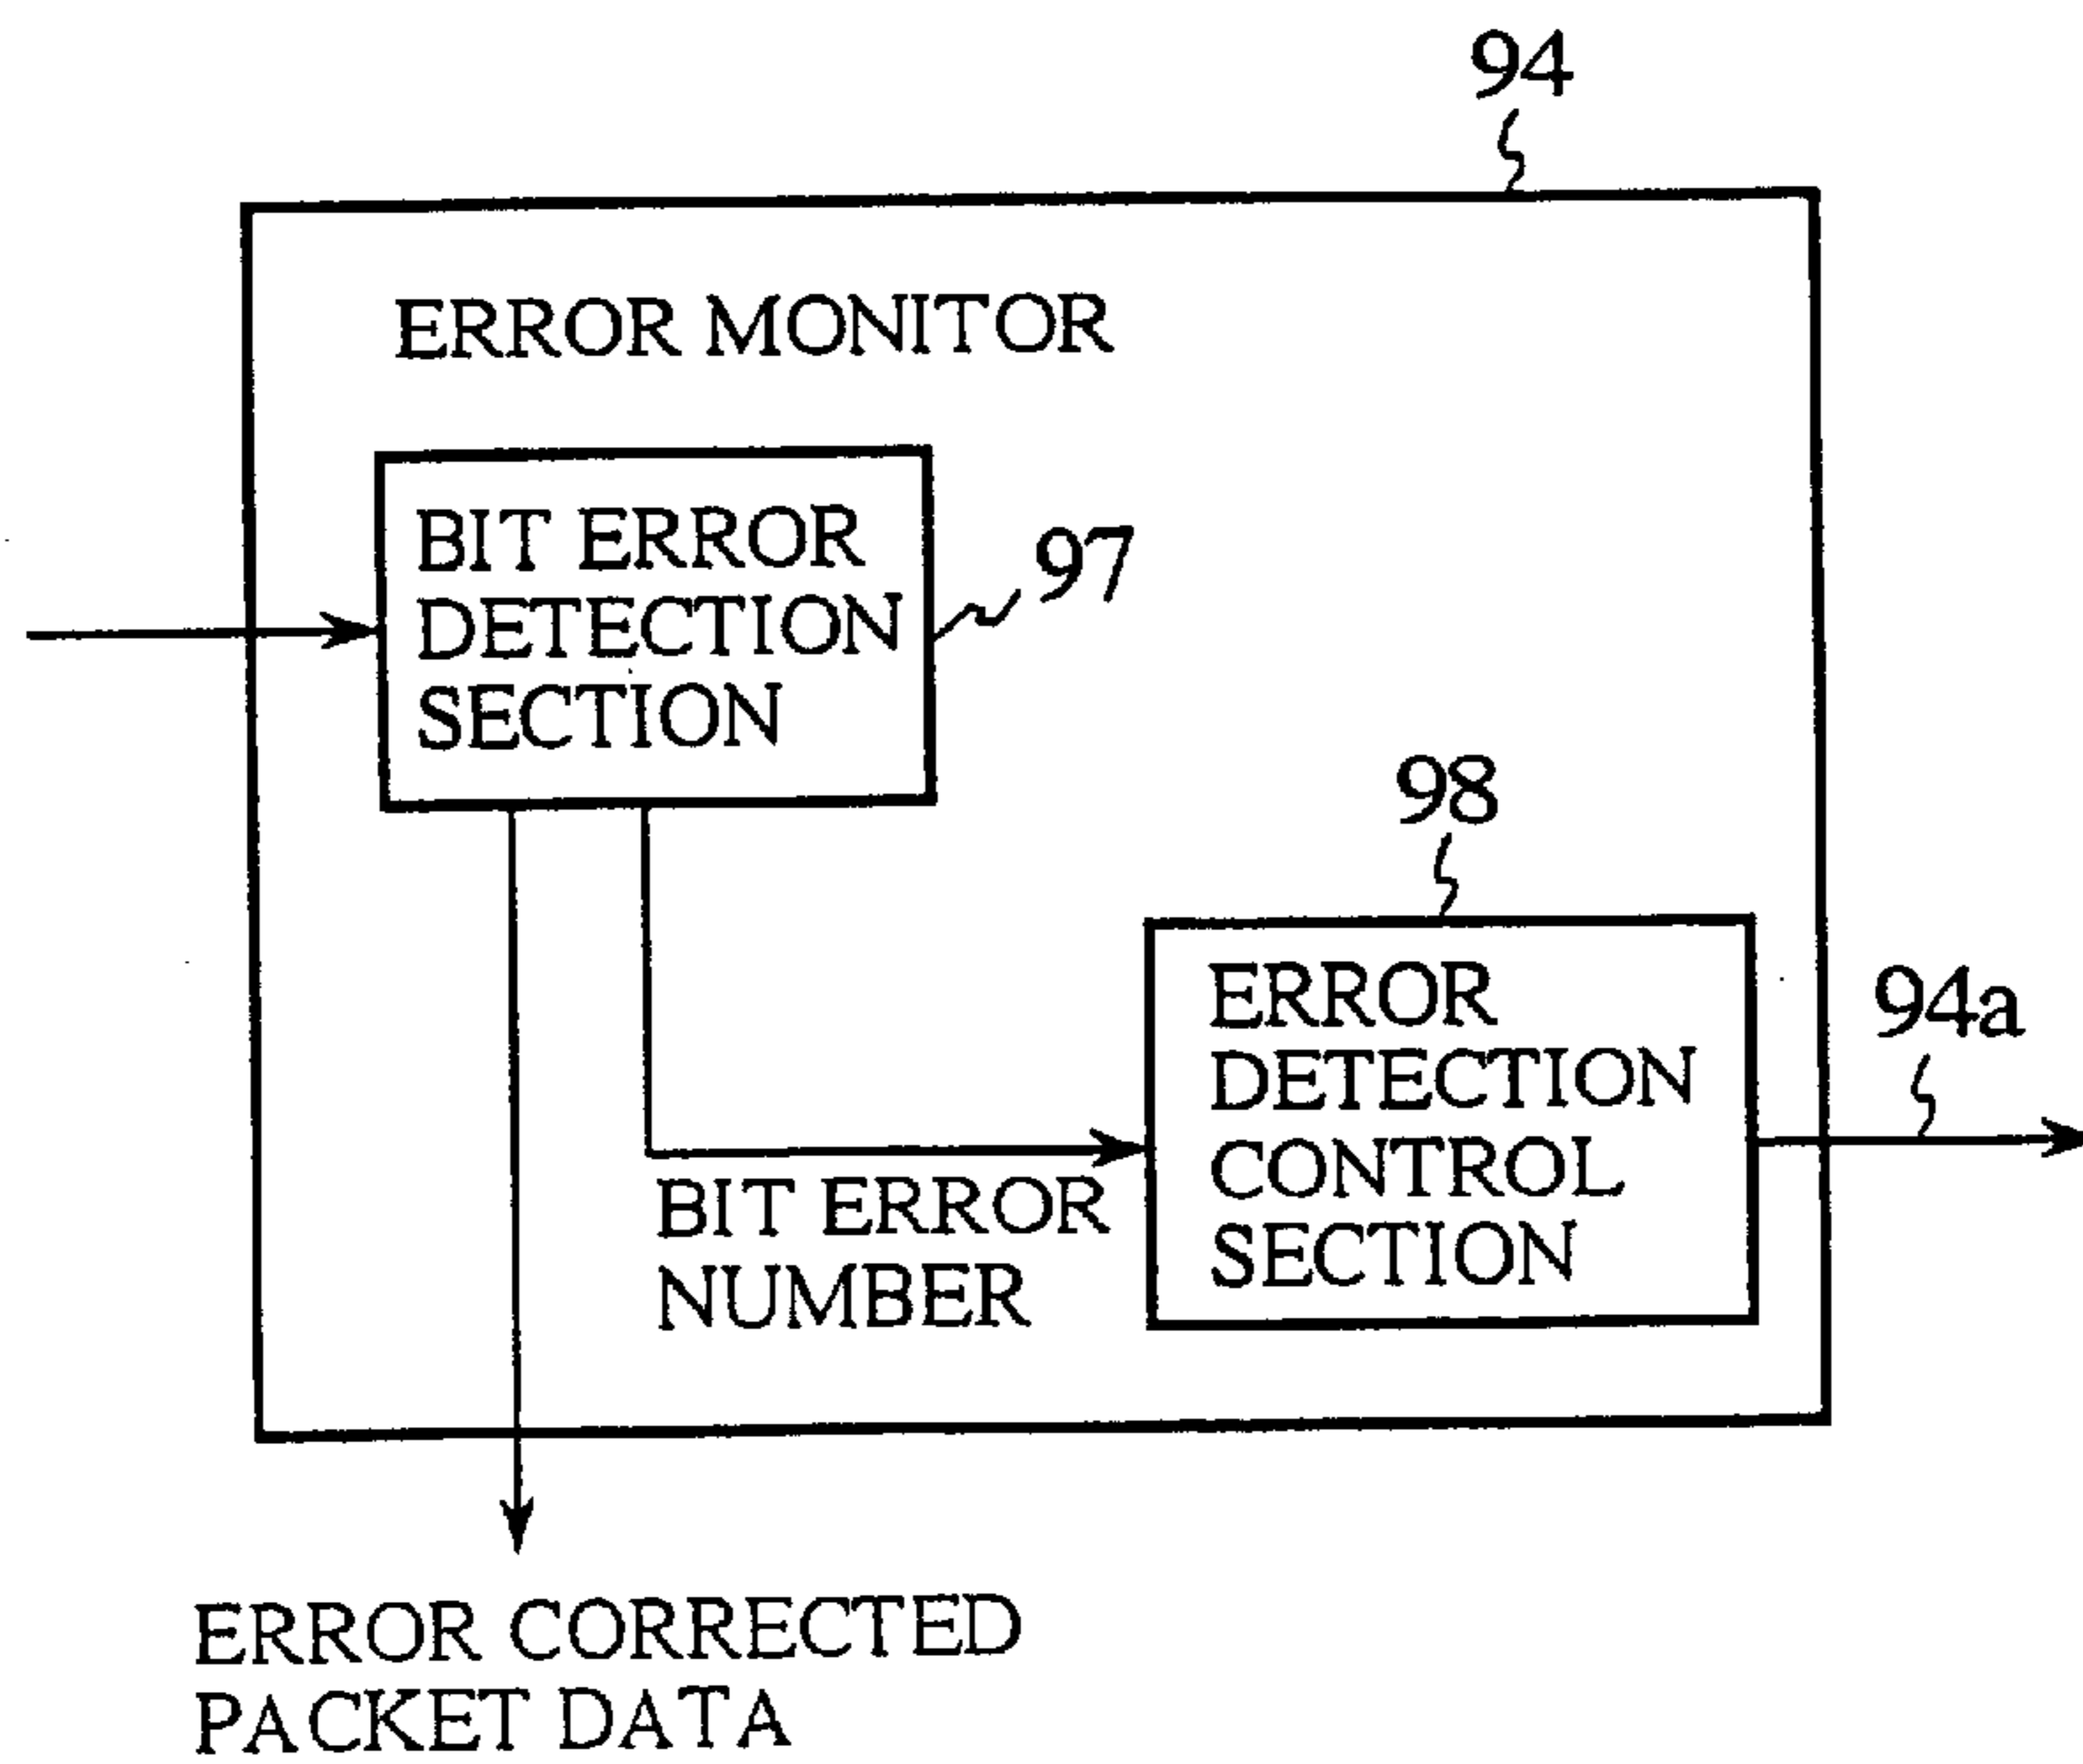 94
ERROR MONITOR
BIT ERROR
DETECTION
SECTION
97
98
ERROR
DETECTION
CONTROL
SECTION
94a
BIT ERROR
NUMBER
ERROR CORRECTED
PACKET DATA